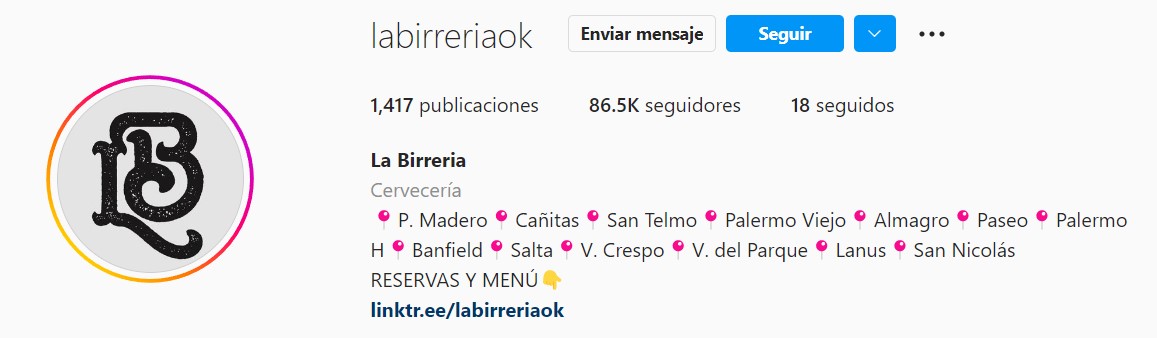 labirreriaok Enviar mensaje Seguir
1,417 publicaciones 86.5K seguidores 18 seguidos
La Birreria
Cervecería
📍 P. Madero 📍 Cañitas 📍 San Telmo 📍 Palermo Viejo 📍 Almagro 📍 Paseo 📍 Palermo
H 📍 Banfield 📍 Salta 📍 V. Crespo 📍 V. del Parque 📍 Lanus 📍 San Nicolás
RESERVAS Y MENÚ👇
linktr.ee/labirreriaok
LB